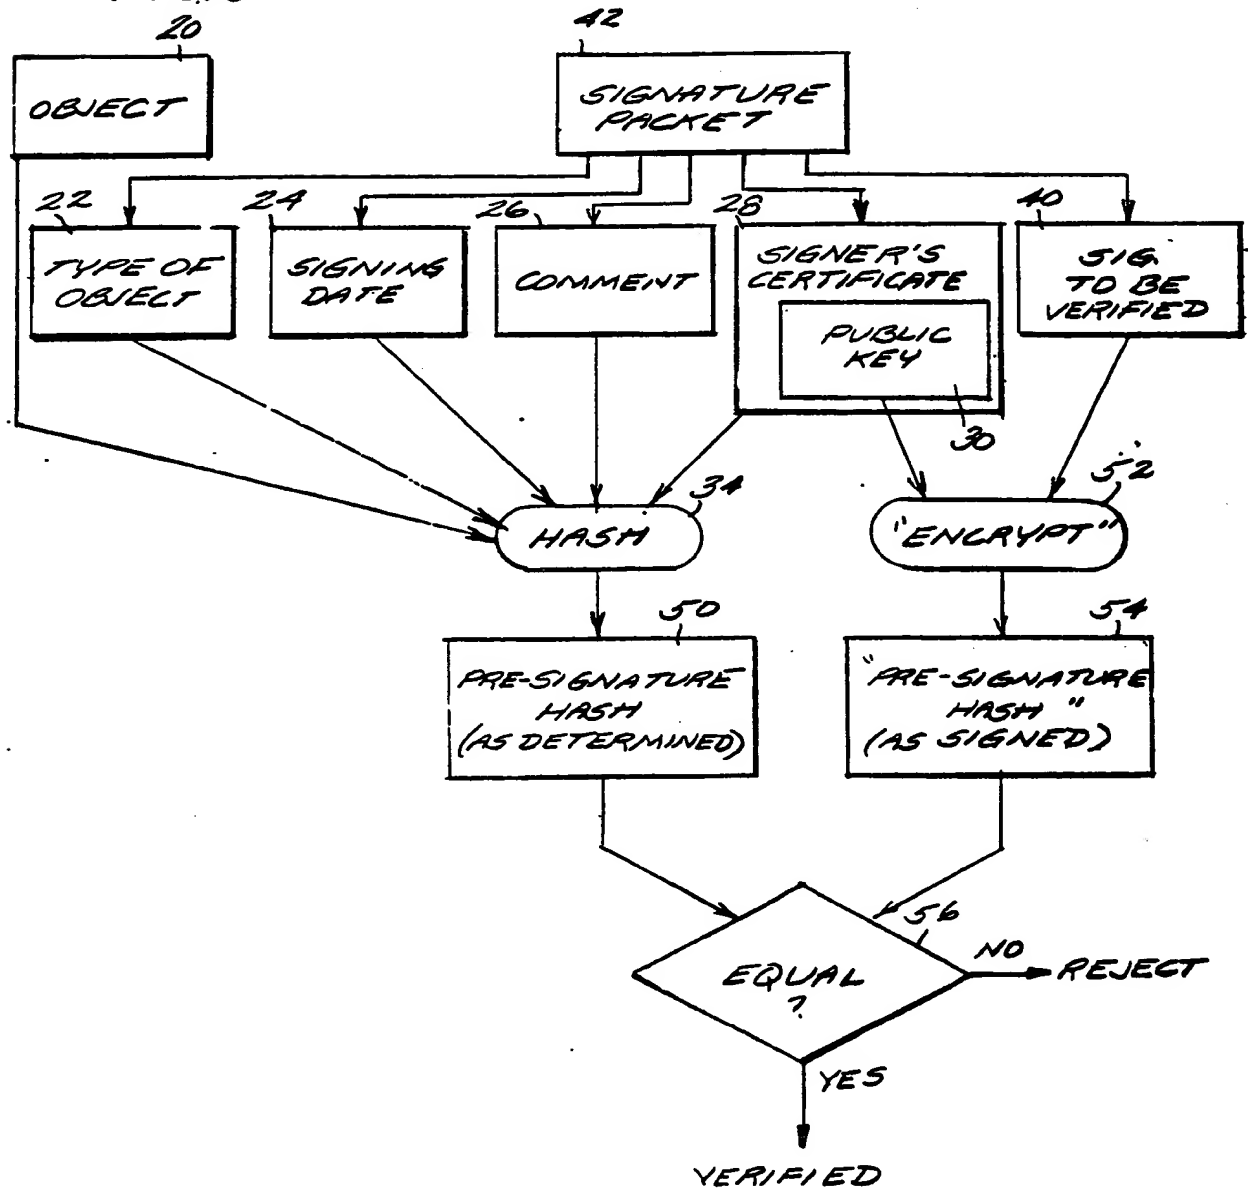 20
42
OBJECT
SIGNATURE
PACKET
22
24
26
28
40
TYPE OF
OBJECT
SIGNING
DATE
COMMENT
SIGNER'S
CERTIFICATE
PUBLIC
KEY
SIG.
TO BE
VERIFIED
30
34
52
HASH
"ENCRYPT"
50
54
PRE-SIGNATURE
HASH
(AS DETERMINED)
"PRE-SIGNATURE
HASH"
(AS SIGNED)
56
EQUAL
?
NO
REJECT
YES
VERIFIED